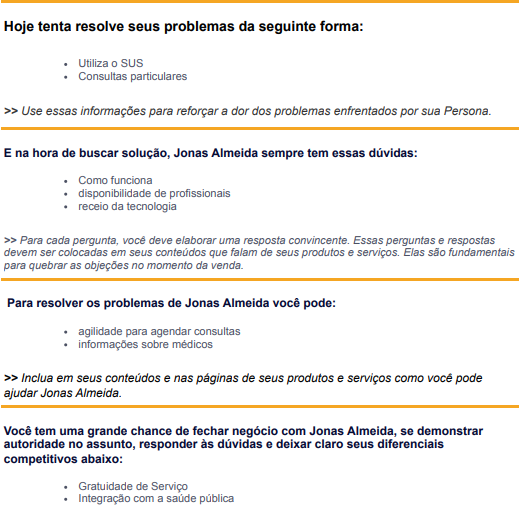 Hoje tenta resolve seus problemas da seguinte forma:
• Utiliza o SUS
• Consultas particulares
>> Use essas informações para reforçar a dor dos problemas enfrentados por sua Persona.
E na hora de buscar solução, Jonas Almeida sempre tem essas dúvidas:
• Como funciona
• disponibilidade de profissionais
• receio da tecnologia
>> Para cada pergunta, você deve elaborar uma resposta convincente. Essas perguntas e respostas
devem ser colocadas em seus conteúdos que falam de seus produtos e serviços. Elas são fundamentais
para quebrar as objeções no momento da venda.
Para resolver os problemas de Jonas Almeida você pode:
• agilidade para agendar consultas
• informações sobre médicos
>> Inclua em seus conteúdos e nas páginas de seus produtos e serviços como você pode
ajudar Jonas Almeida.
Você tem uma grande chance de fechar negócio com Jonas Almeida, se demonstrar
autoridade no assunto, responder às dúvidas e deixar claro seus diferenciais
competitivos abaixo:
• Gratuidade de Serviço
• Integração com a saúde pública